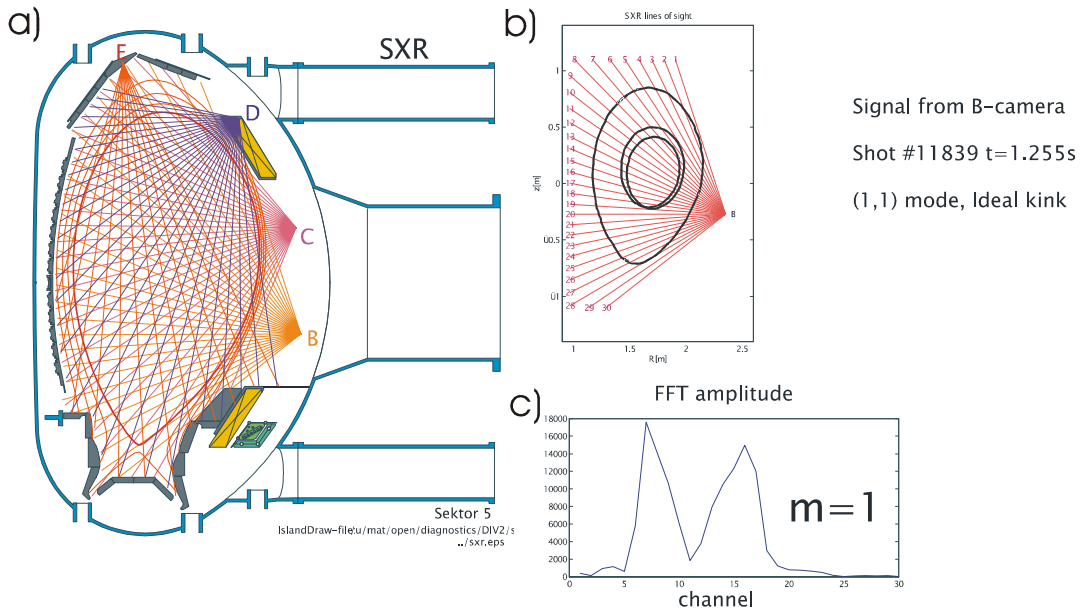 a)
SXR
F
D
C
B
Sektor 5
IslandDraw-file\u/mat/open/diagnostics/DIV2/s
../sxr.eps
b)
SXR lines of sight
8 7 6 5 4 3 2 1
9
10
11
12
13
14
15
16
17
18
19
20
21
22
23
24
25
26
27
28 29 30
B
1
0.5
0
Ü0.5
Ü1
z[m]
1 1.5 2 2.5
R[m]
Signal from B-camera
Shot #11839 t=1.255s
(1,1) mode, Ideal kink
c)
FFT amplitude
18000
16000
14000
12000
10000
8000
6000
4000
2000
0
m=1
0 5 10 15 20 25 30
channel